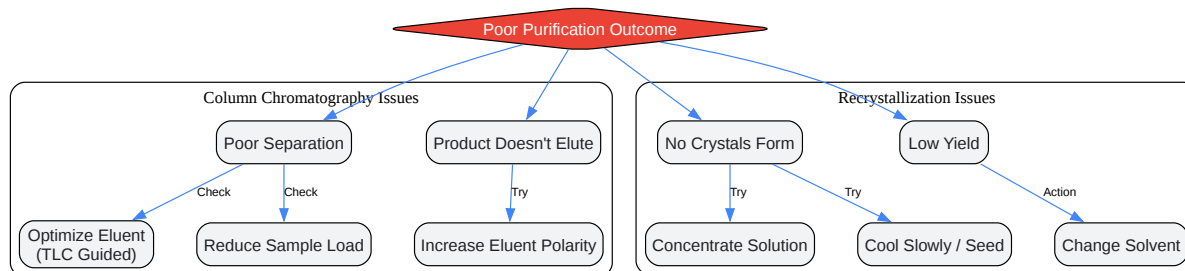 Poor Purification Outcome
Column Chromatography Issues
Recrystallization Issues
Poor Separation
Product Doesn't Elute
No Crystals Form
Low Yield
Check
Check
Try
Try
Try
Action
Optimize Eluent
(TLC Guided)
Reduce Sample Load
Increase Eluent Polarity
Concentrate Solution
Cool Slowly / Seed
Change Solvent